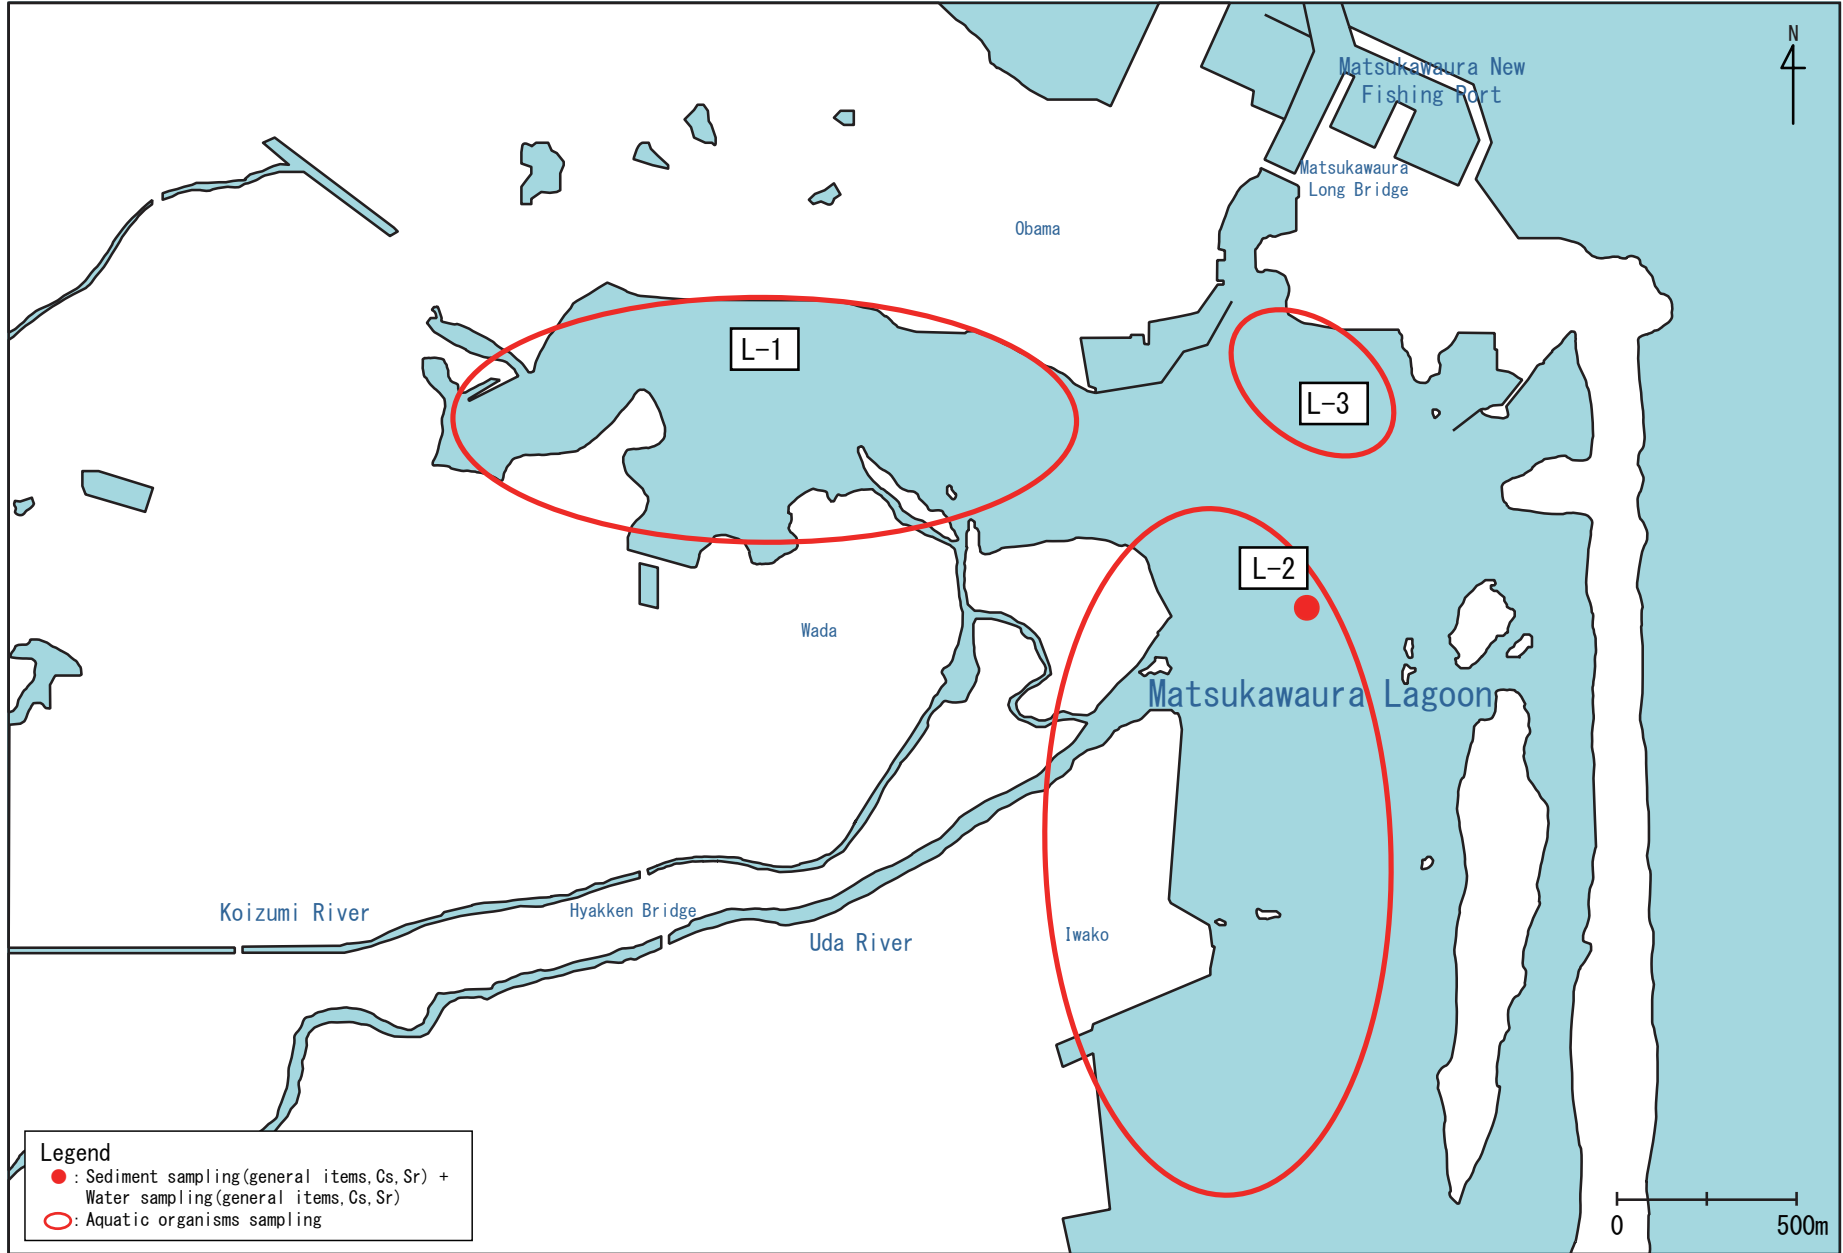 N
Matsukawaura New
Fishing Port
Matsukawaura
Long Bridge
Obama
L-1
L-3
L-2
Wada
Matsukawaura Lagoon
Koizumi River
Hyakken Bridge
Uda River
Iwako
Legend
: Sediment sampling(general items,Cs,Sr) +
Water sampling(general items,Cs,Sr)
: Aquatic organisms sampling
0 500m